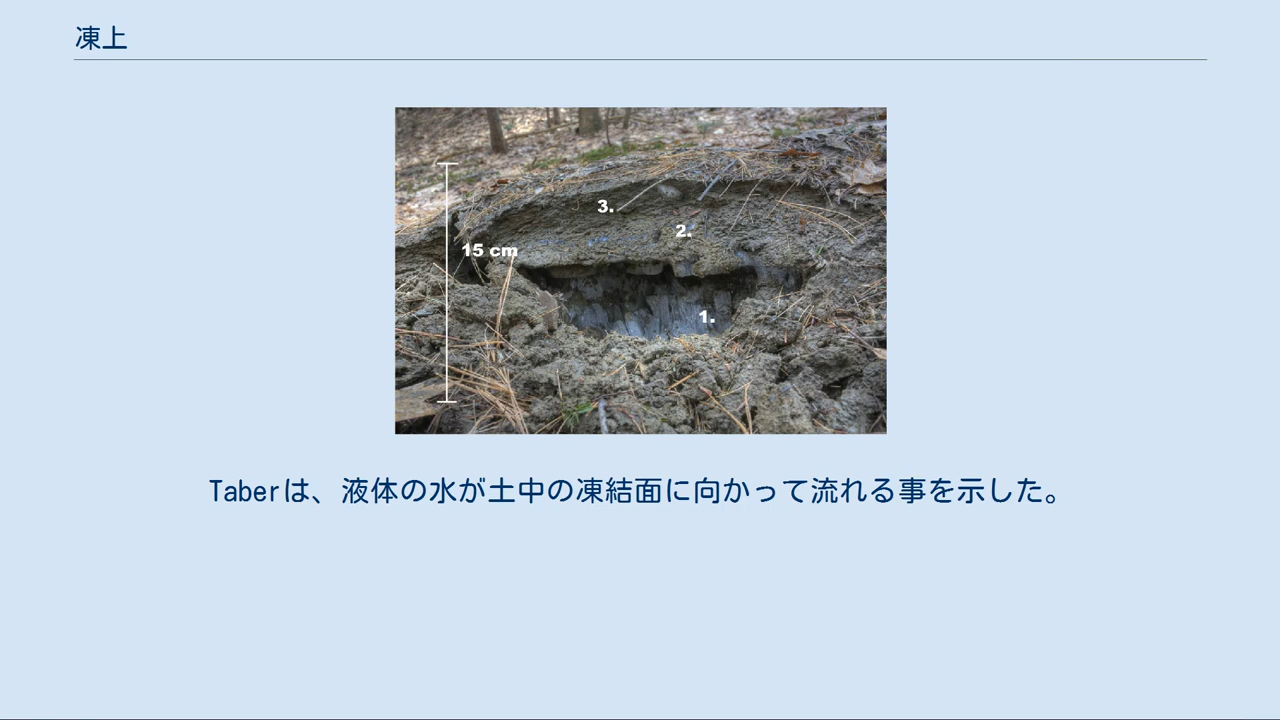 凍上
3.
2.
15 cm
1.
Taberは、液体の水が土中の凍結面に向かって流れる事を示した。